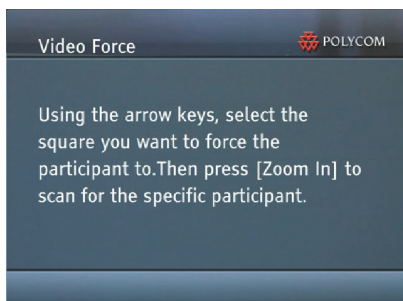 Video Force
POLYCOM
Using the arrow keys, select the
square you want to force the
participant to.Then press [Zoom In] to
scan for the specific participant.